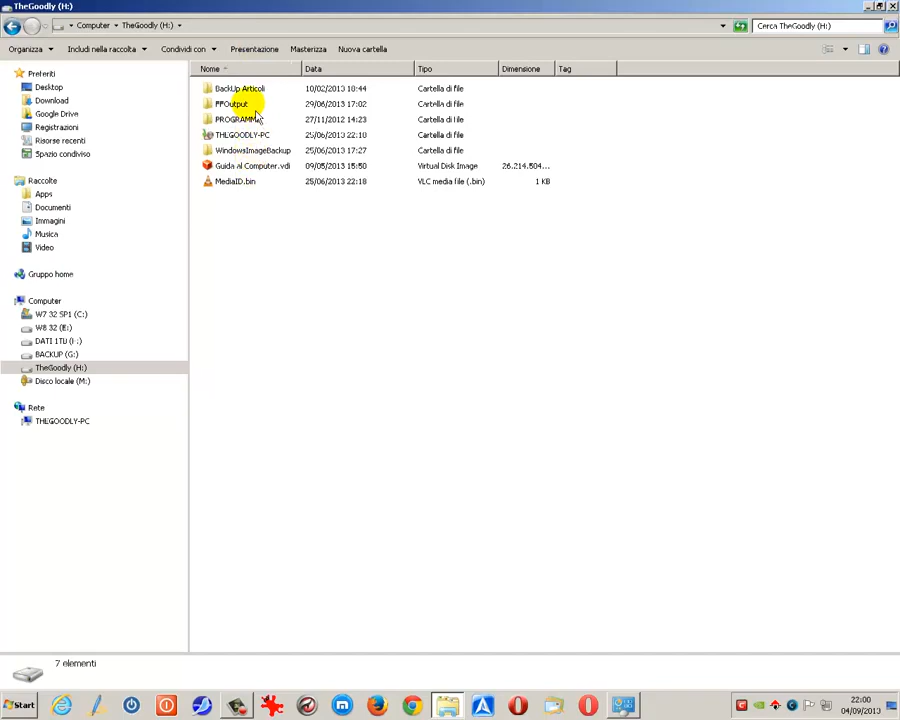 TheGoodly (H:)
Computer TheGoodly (H:)
Cerca TheGoodly (H:)
Organizza Includi nella raccolta Condividi con Presentazione Masterizza Nuova cartella
Preferiti
Desktop
Download
Google Drive
Registrazioni
Risorse recenti
Spazio condiviso
Raccolte
Apps
Documenti
Immagini
Musica
Video
Gruppo home
Computer
W7 32 SP1 (C:)
W8 32 (E:)
DATI 1TB (F:)
BACKUP (G:)
TheGoodly (H:)
Disco locale (M:)
Rete
THEGOODLY-PC
Nome Data Tipo Dimensione Tag
BackUp Articoli 10/02/2013 18:44 Cartella di file
FFOutput 29/06/2013 17:02 Cartella di file
PROGRAMMI 27/11/2012 14:23 Cartella di file
THEGOODLY-PC 25/06/2013 22:18 Cartella di file
WindowsImageBackup 25/06/2013 17:27 Cartella di file
Guida al Computer.vdi 09/05/2013 15:50 Virtual Disk Image 26.214.504...
MediaID.bin 25/06/2013 22:18 VLC media file (.bin) 1 KB
7 elementi
Start
22:00
04/09/2013